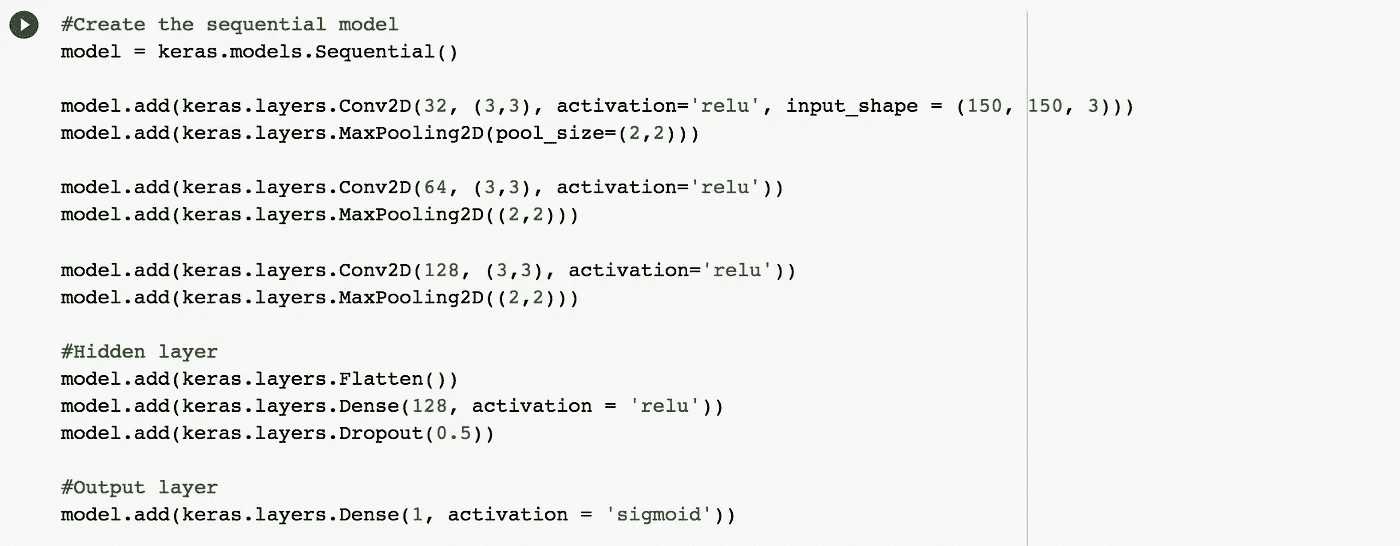 #Create the sequential model
model = keras.models.Sequential()
model.add(keras.layers.Conv2D(32, (3,3), activation='relu', input_shape = (150, 150, 3)))
model.add(keras.layers.MaxPooling2D(pool_size=(2,2)))
model.add(keras.layers.Conv2D(64, (3,3), activation='relu'))
model.add(keras.layers.MaxPooling2D((2,2)))
model.add(keras.layers.Conv2D(128, (3,3), activation='relu'))
model.add(keras.layers.MaxPooling2D((2,2)))
#Hidden layer
model.add(keras.layers.Flatten())
model.add(keras.layers.Dense(128, activation = 'relu'))
model.add(keras.layers.Dropout(0.5))
#Output layer
model.add(keras.layers.Dense(1, activation = 'sigmoid'))